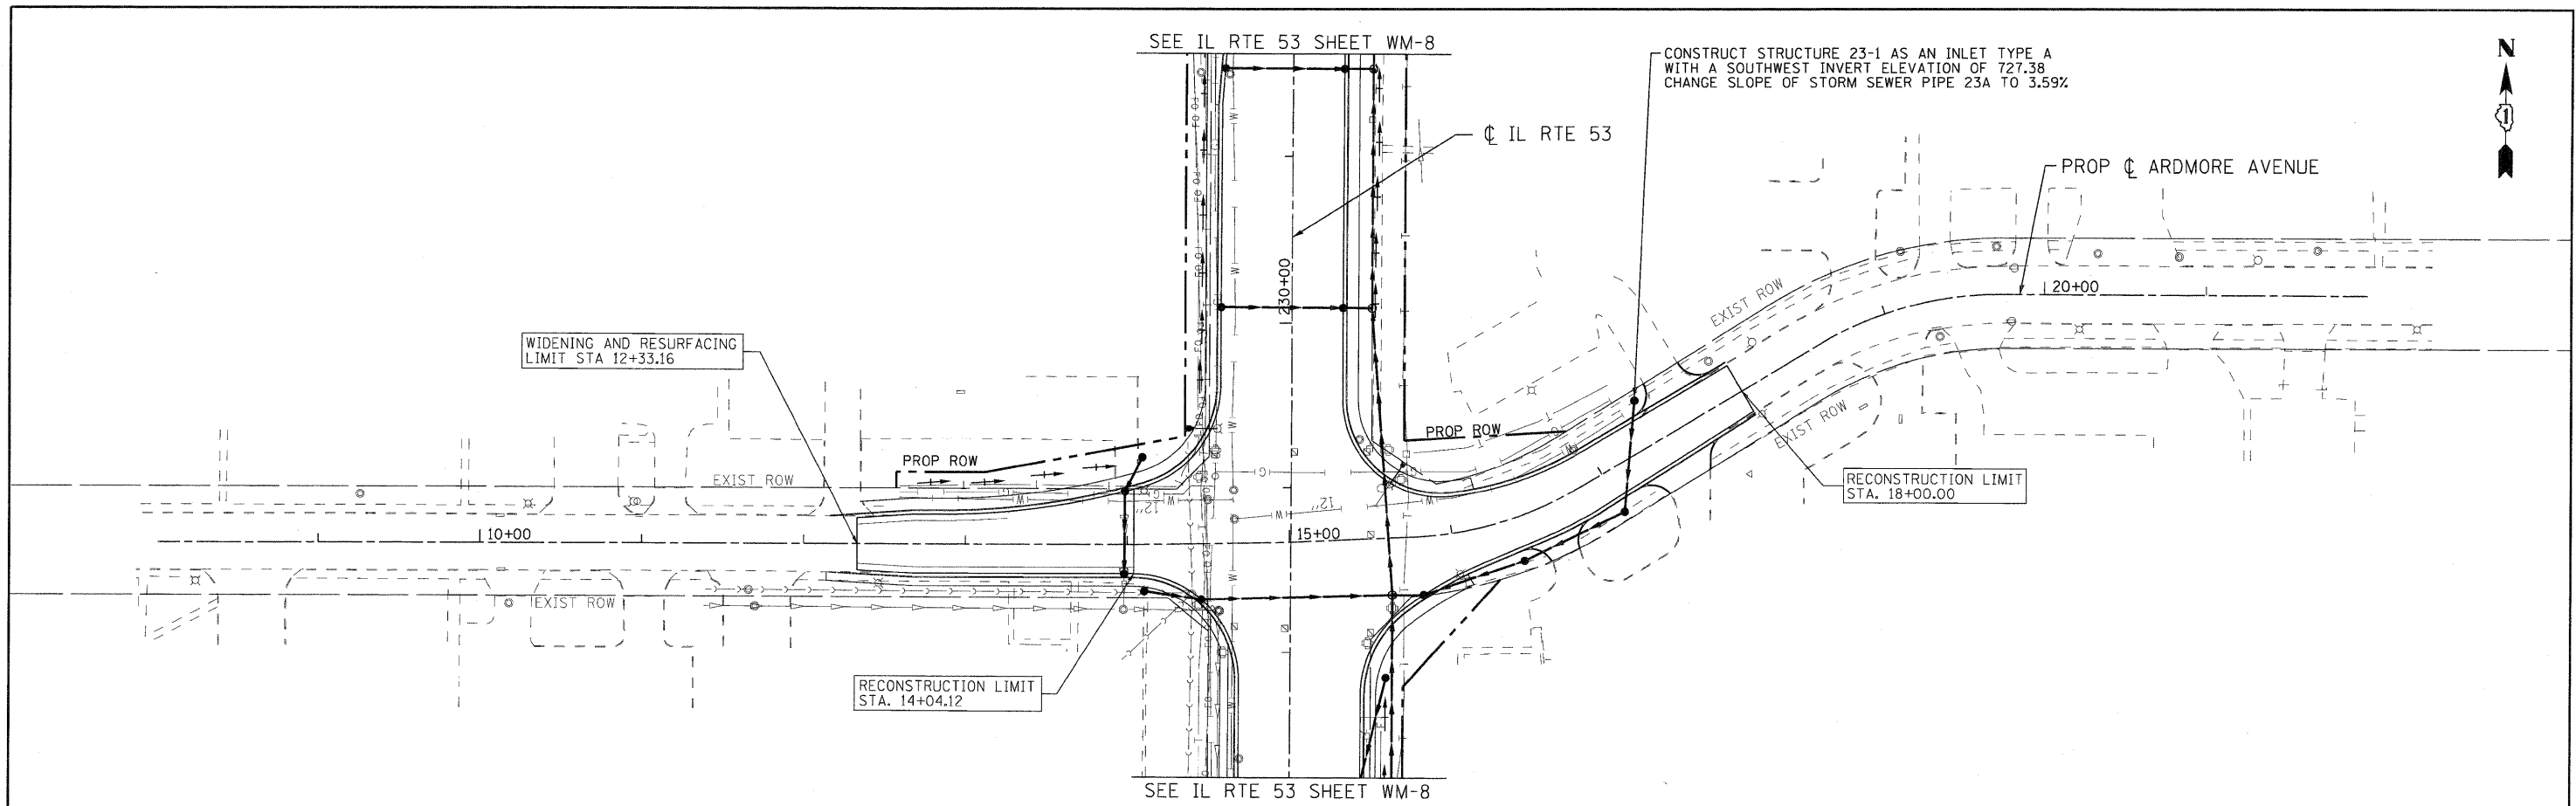 SEE IL RTE 53 SHEET WM-8
CONSTRUCT STRUCTURE 23-1 AS AN INLET TYPE A
WITH A SOUTHWEST INVERT ELEVATION OF 727.38
CHANGE SLOPE OF STORM SEWER PIPE 23A TO 3.59%
N
℄ IL RTE 53
PROP ℄ ARDMORE AVENUE
230+00
20+00
EXIST ROW
WIDENING AND RESURFACING
LIMIT STA 12+33.16
PROP ROW
EXIST ROW
PROP ROW
EXIST ROW
RECONSTRUCTION LIMIT
STA. 18+00.00
12"
12"
10+00
15+00
EXIST ROW
RECONSTRUCTION LIMIT
STA. 14+04.12
SEE IL RTE 53 SHEET WM-8